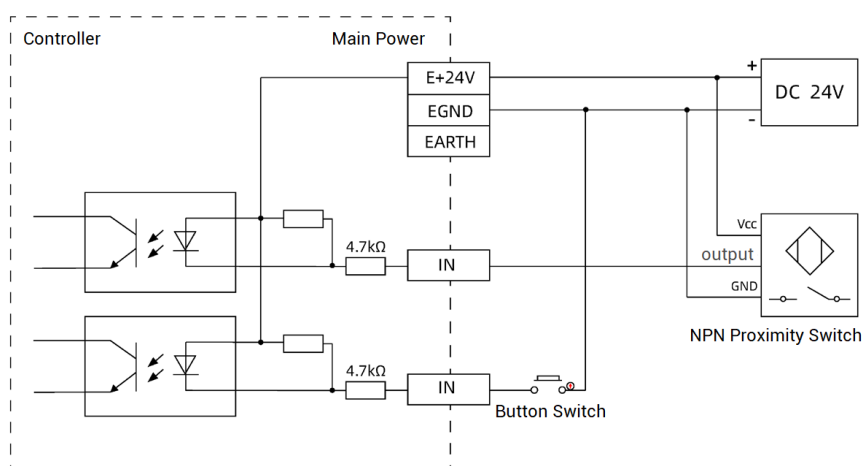 Controller
Main Power
E+24V
EGND
EARTH
+
DC 24V
-
Vcc
output
GND
4.7kΩ
IN
NPN Proximity Switch
4.7kΩ
IN
Button Switch